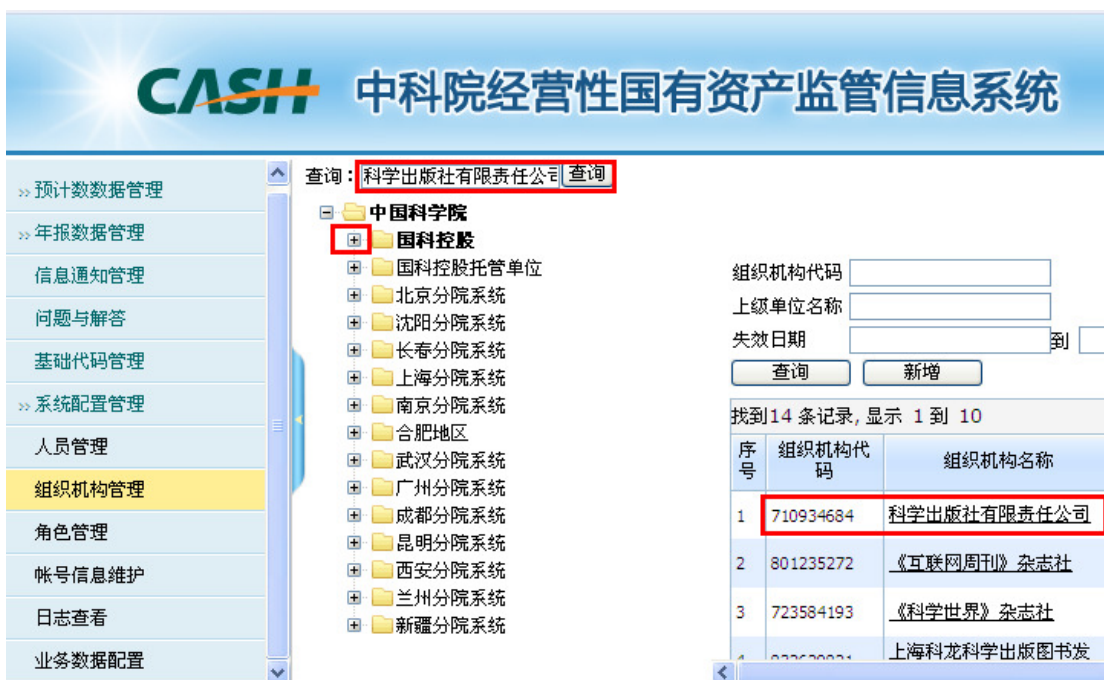 CASH 中科院经营性国有资产监管信息系统
>> 预计数数据管理
>> 年报数据管理
信息通知管理
问题与解答
基础代码管理
>> 系统配置管理
人员管理
组织机构管理
角色管理
帐号信息维护
日志查看
业务数据配置
查询： 科学出版社有限责任公司 查询
中国科学院
国科控股
国科控股托管单位
北京分院系统
沈阳分院系统
长春分院系统
上海分院系统
南京分院系统
合肥地区
武汉分院系统
广州分院系统
成都分院系统
昆明分院系统
西安分院系统
兰州分院系统
新疆分院系统
组织机构代码
上级单位名称
失效日期 到
查询 新增
找到14 条记录, 显示 1 到 10
序号 组织机构代码 组织机构名称
1 710934684 科学出版社有限责任公司
2 801235272 《互联网周刊》杂志社
3 723584193 《科学世界》杂志社
上海科龙科学出版图书发